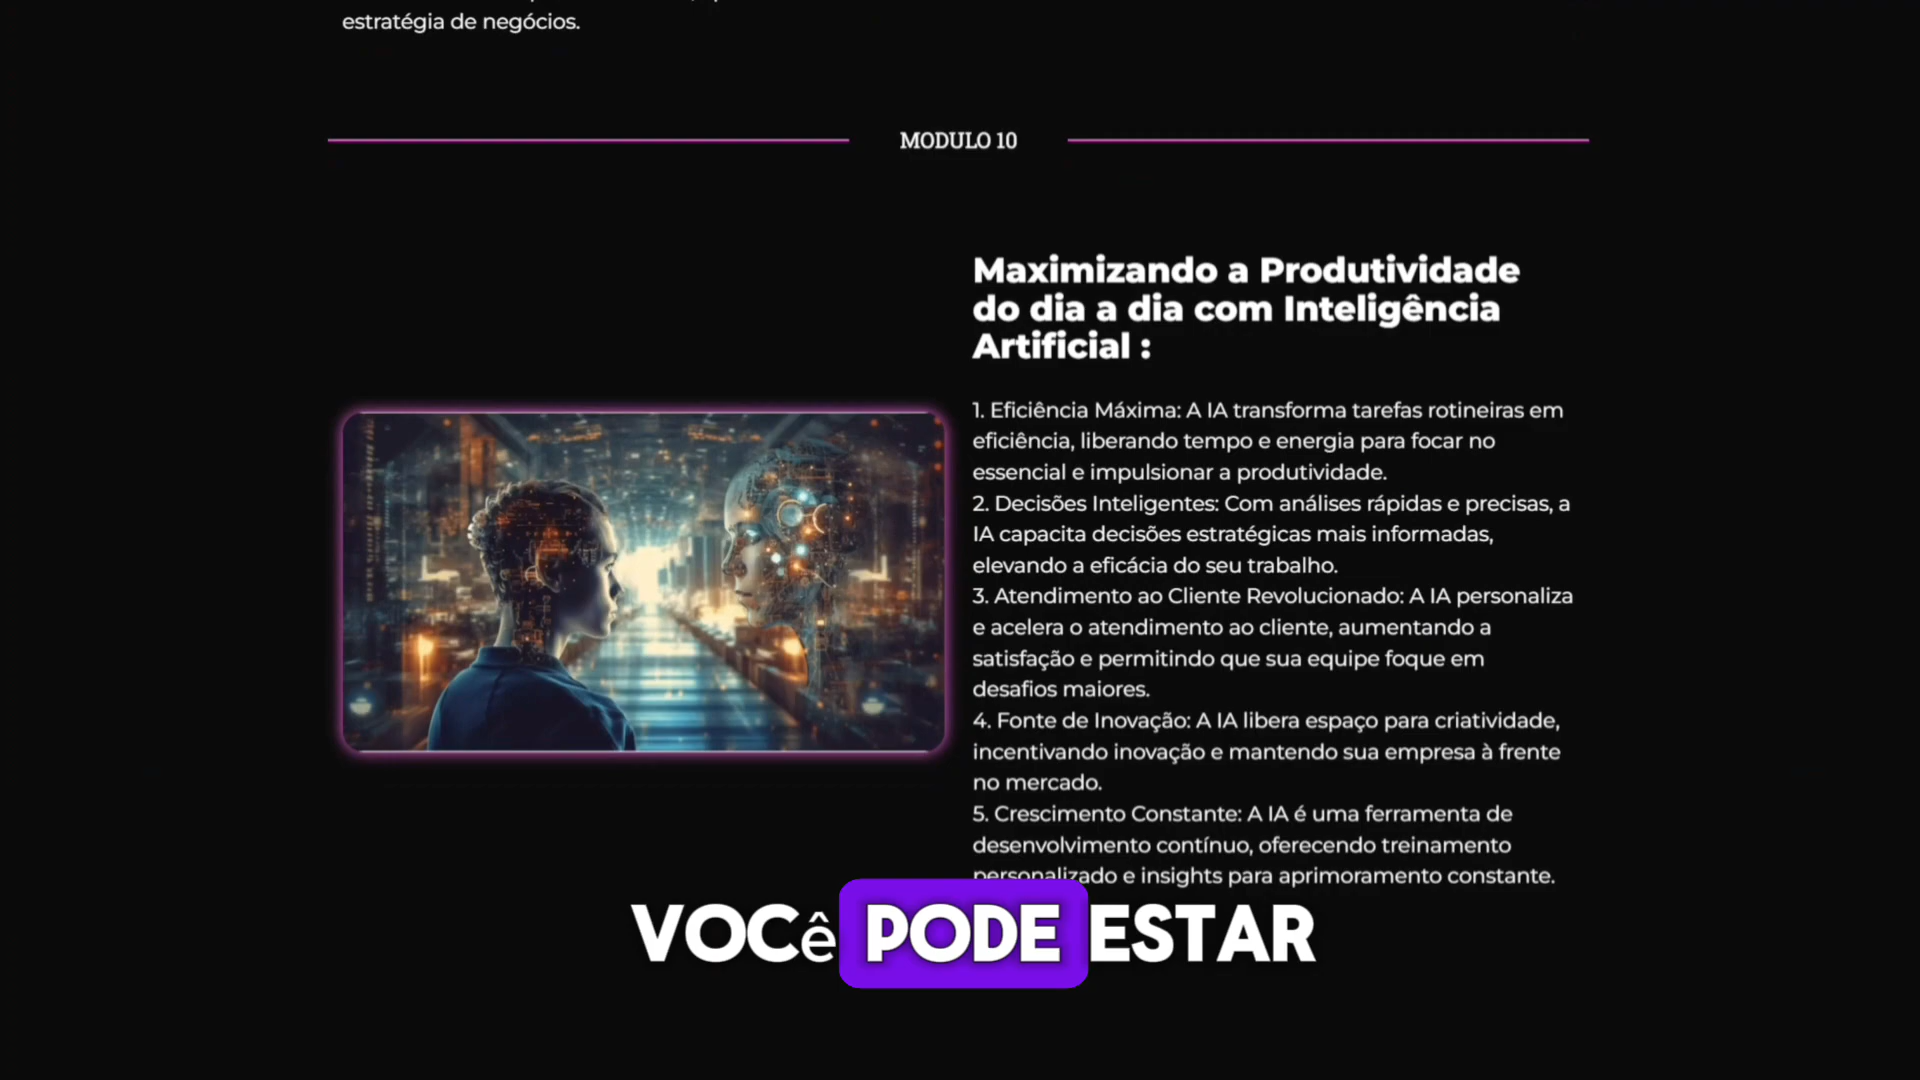 estratégia de negócios.
MODULO 10
Maximizando a Produtividade
do dia a dia com Inteligência
Artificial :
1. Eficiência Máxima: A IA transforma tarefas rotineiras em
eficiência, liberando tempo e energia para focar no
essencial e impulsionar a produtividade.
2. Decisões Inteligentes: Com análises rápidas e precisas, a
IA capacita decisões estratégicas mais informadas,
elevando a eficácia do seu trabalho.
3. Atendimento ao Cliente Revolucionado: A IA personaliza
e acelera o atendimento ao cliente, aumentando a
satisfação e permitindo que sua equipe foque em
desafios maiores.
4. Fonte de Inovação: A IA libera espaço para criatividade,
incentivando inovação e mantendo sua empresa à frente
no mercado.
5. Crescimento Constante: A IA é uma ferramenta de
desenvolvimento contínuo, oferecendo treinamento
personalizado e insights para aprimoramento constante.
VOCê PODE ESTAR